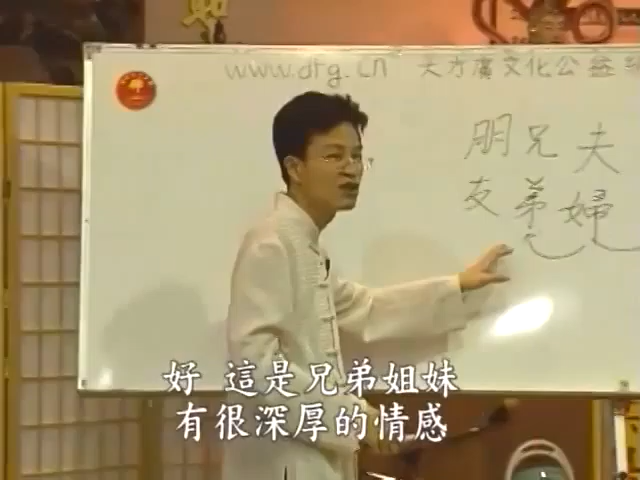 www.dfg.cn 大方廣文化公益
朋 兄 夫
友 弟 婦
好 這是兄弟姐妹
有很深厚的情感